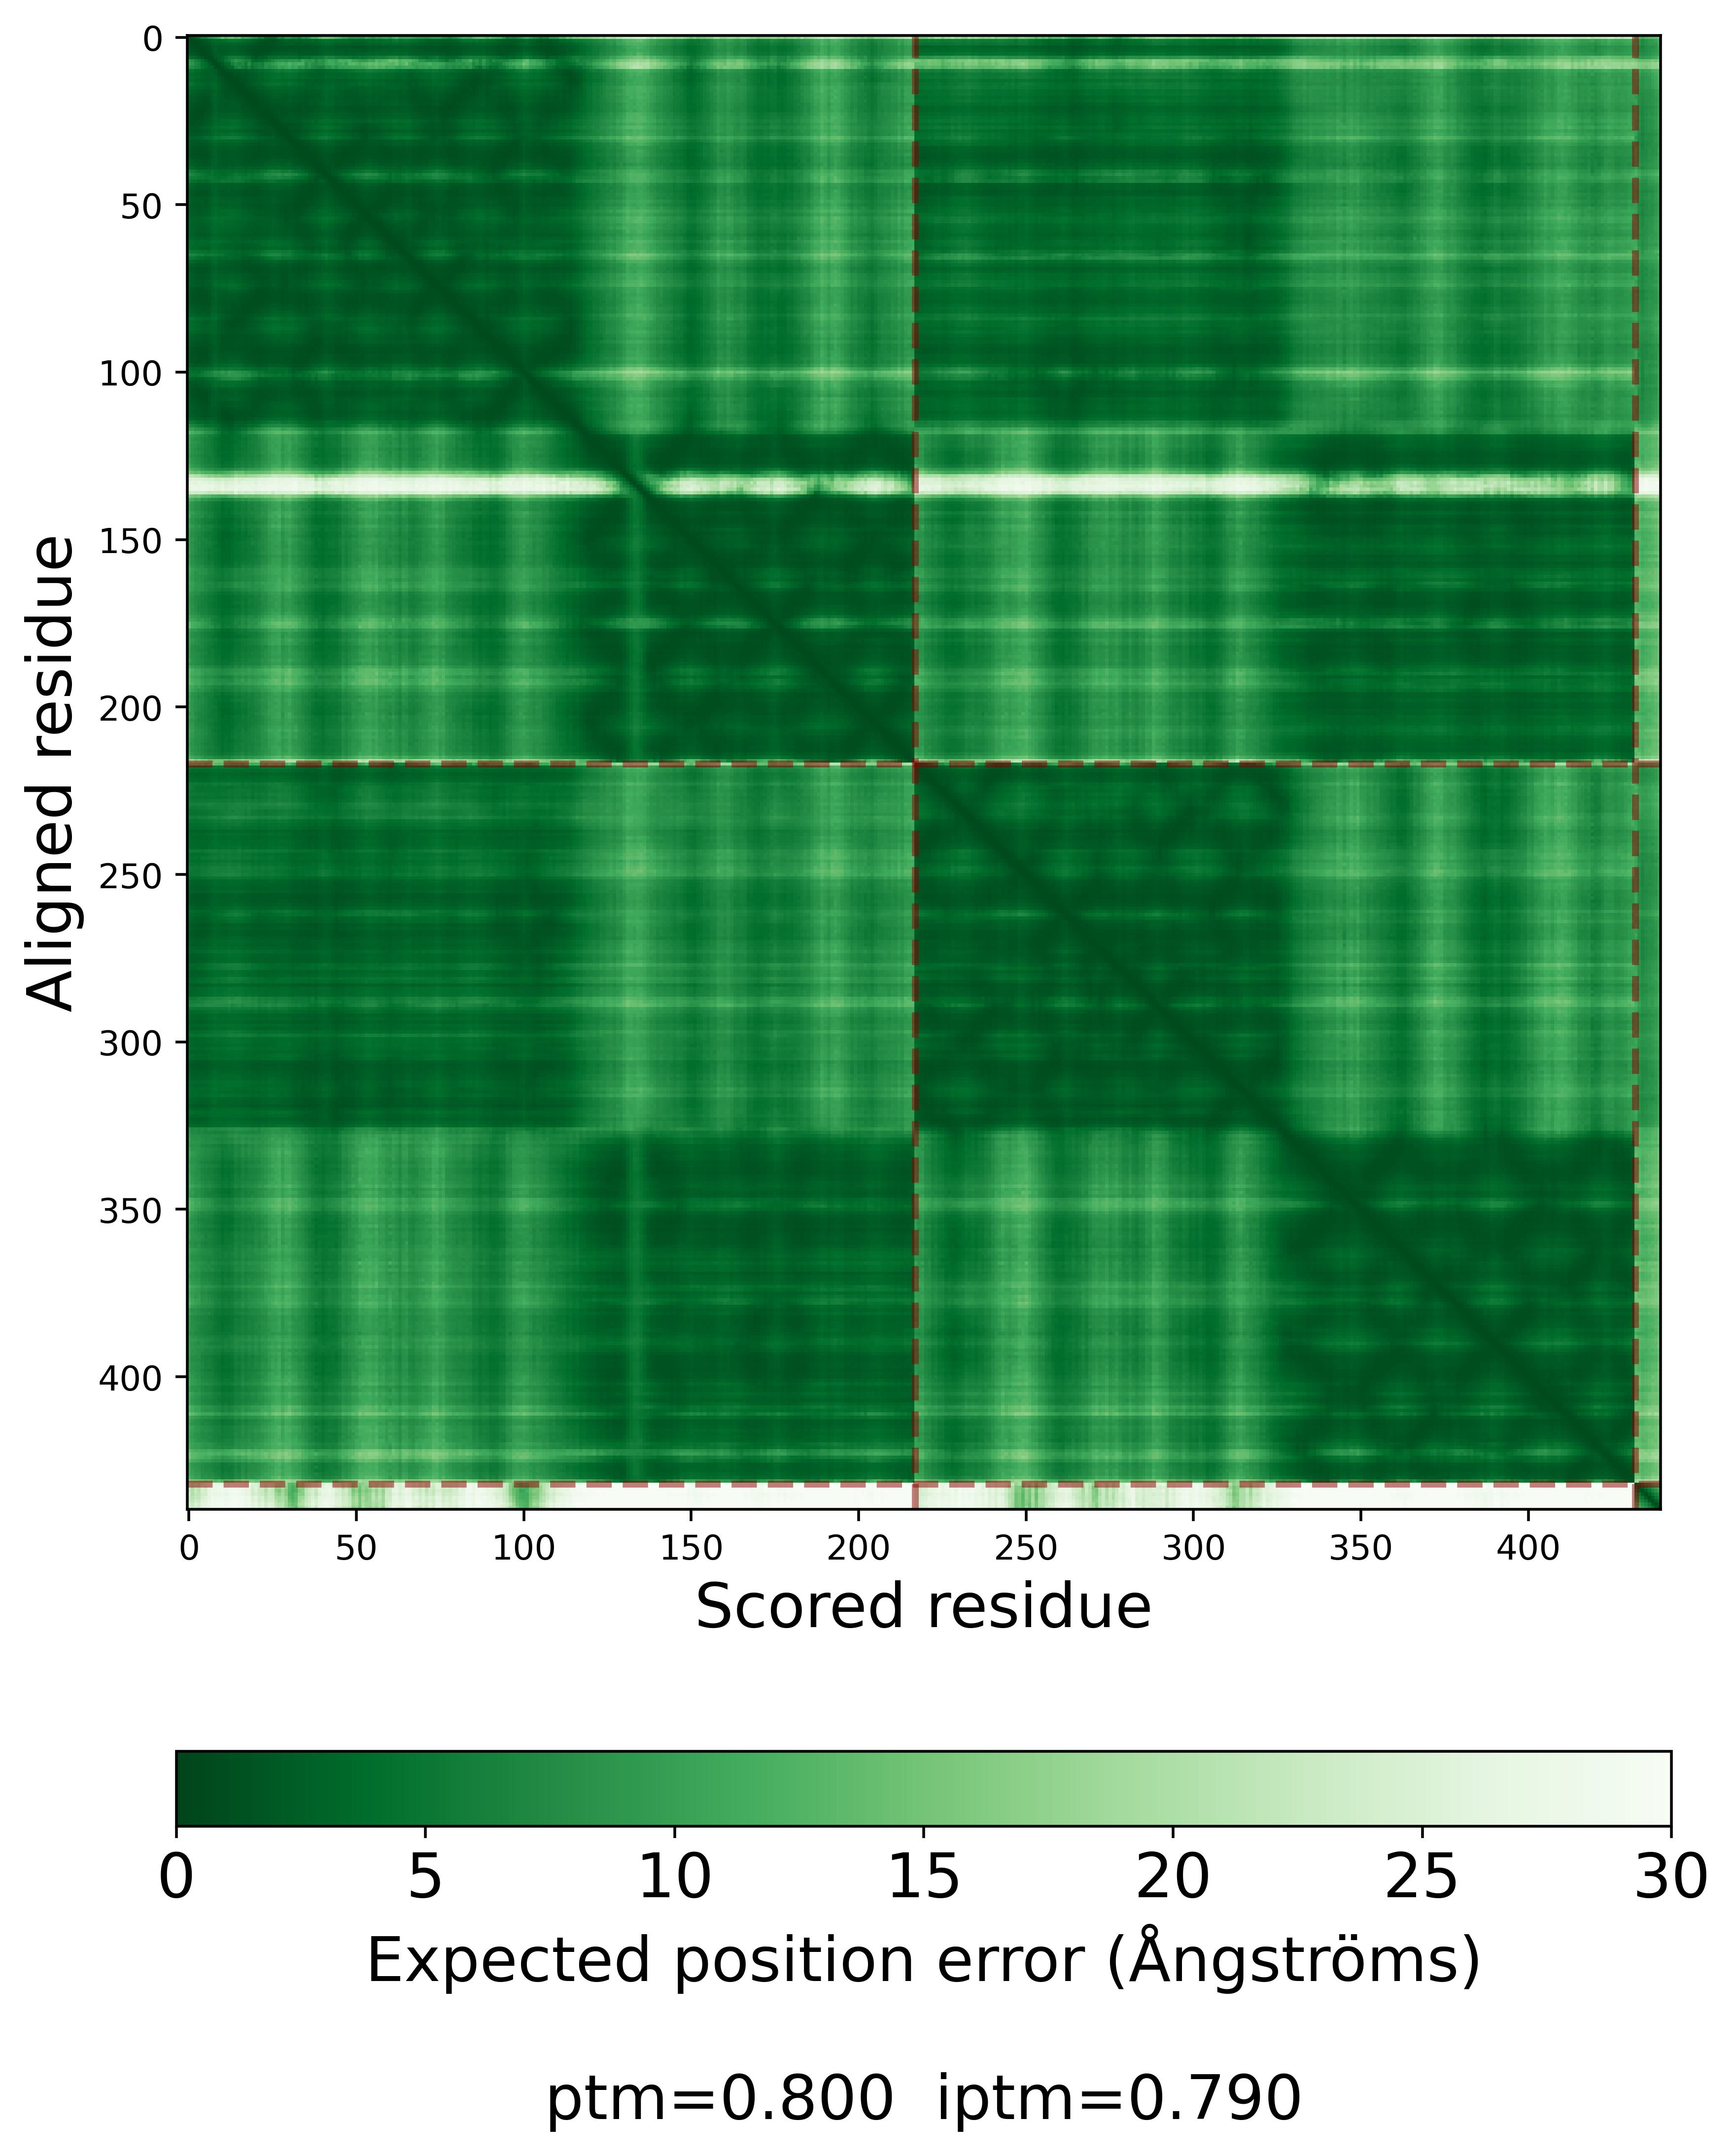 0
50
100
150
200
250
300
350
400
Aligned residue
0 50 100 150 200 250 300 350 400
Scored residue
0 5 10 15 20 25 30
Expected position error (Ångströms)
ptm=0.800 iptm=0.790